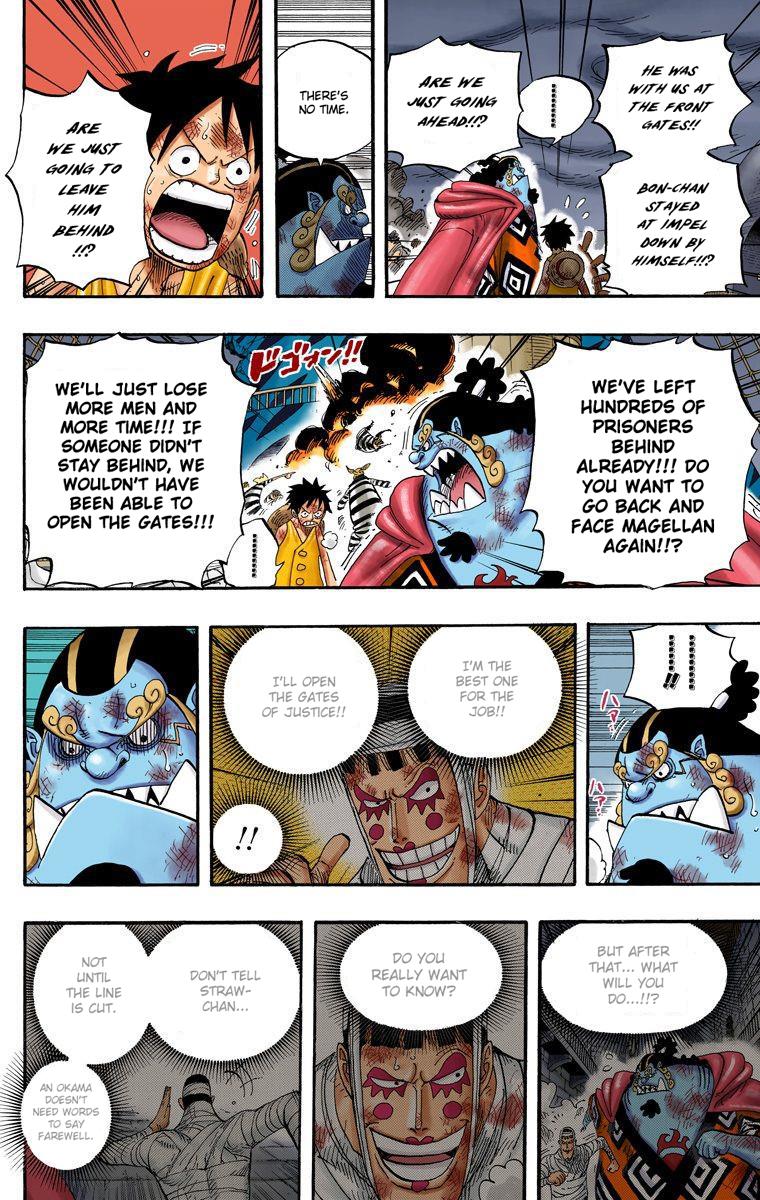 HE WAS
WITH US AT
THE FRONT
GATES!!
BON-CHAN
STAYED
AT IMPEL
DOWN BY
HIMSELF!!?
.........
ARE WE
JUST GOING
AHEAD!!?
THERE'S
NO TIME.
ARE
WE JUST
GOING TO
LEAVE
HIM
BEHIND
!!?
WE'VE LEFT
HUNDREDS OF
PRISONERS
BEHIND
ALREADY!!! DO
YOU WANT TO
GO BACK AND
FACE MAGELLAN
AGAIN!!?
ドゴォン!!
WE'LL JUST LOSE
MORE MEN AND
MORE TIME!!! IF
SOMEONE DIDN'T
STAY BEHIND, WE
WOULDN'T HAVE
BEEN ABLE TO
OPEN THE GATES!!!
.........
.........!!
ハァ
ハァ
I'M THE
BEST ONE
FOR THE
JOB!!
I'LL OPEN
THE GATES
OF JUSTICE!!
!!
BUT AFTER
THAT... WHAT
WILL YOU
DO...!!?
DO YOU
REALLY WANT
TO KNOW?
DON'T TELL
STRAW-
CHAN...
NOT
UNTIL
THE LINE
IS CUT.
AN OKAMA
DOESN'T
NEED WORDS
TO SAY
FAREWELL.